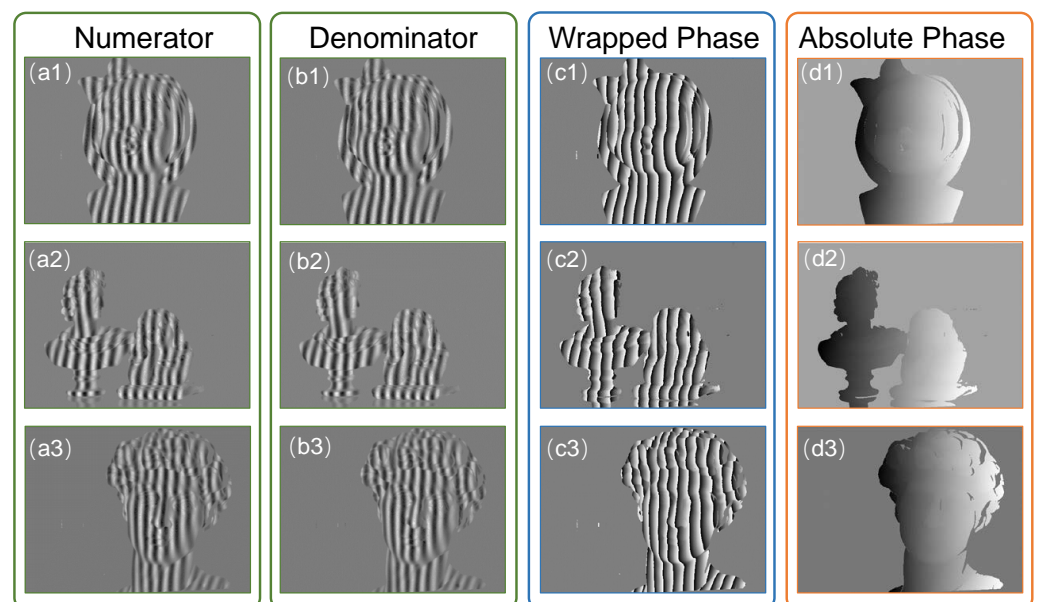 Numerator
Denominator
Wrapped Phase
Absolute Phase
(a1)
(b1)
(c1)
(d1)
(a2)
(b2)
(c2)
(d2)
(a3)
(b3)
(c3)
(d3)